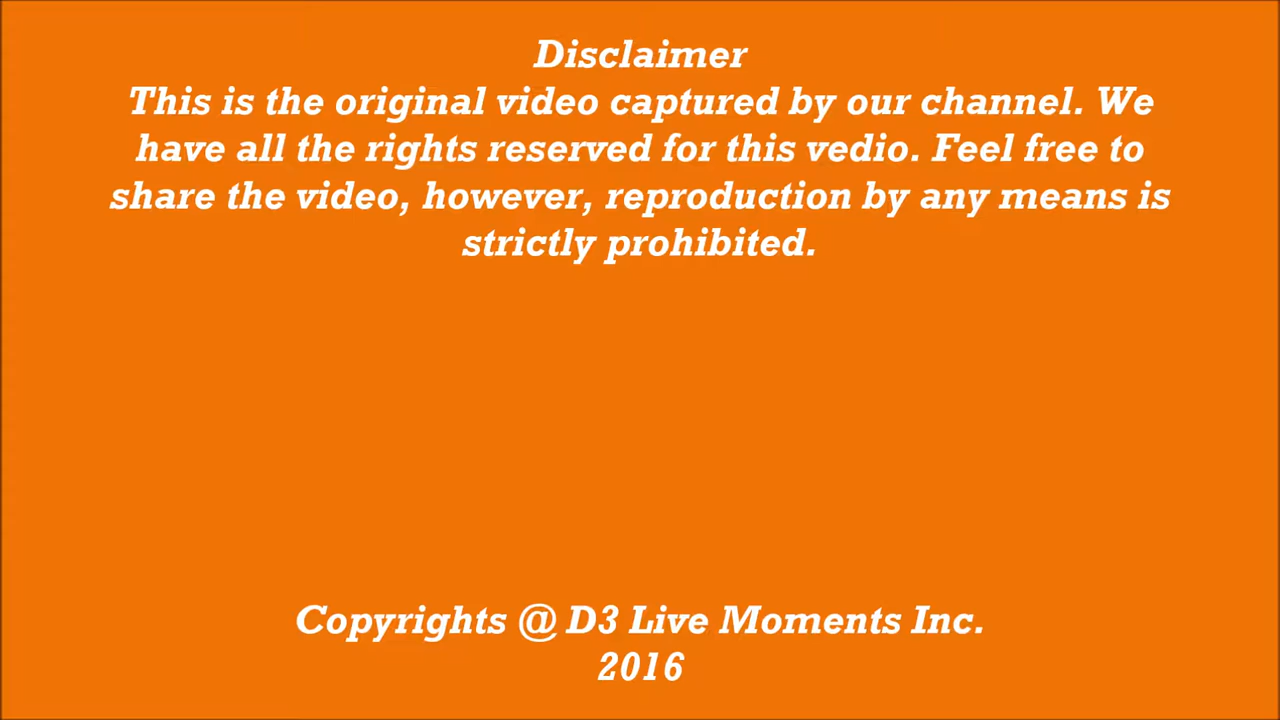 Disclaimer
This is the original video captured by our channel. We
have all the rights reserved for this vedio. Feel free to
share the video, however, reproduction by any means is
strictly prohibited.
Copyrights @ D3 Live Moments Inc.
2016